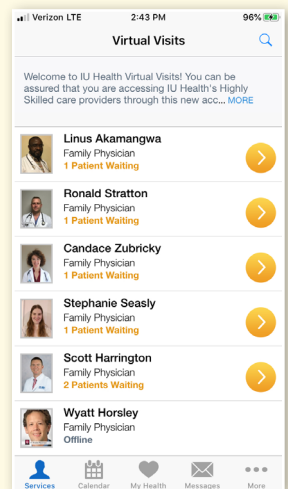 Verizon LTE 2:43 PM 96%
Virtual Visits
Welcome to IU Health Virtual Visits! You can be
assured that you are accessing IU Health's Highly
Skilled care providers through this new acc... MORE
Linus Akamangwa
Family Physician
1 Patient Waiting
Ronald Stratton
Family Physician
1 Patient Waiting
Candace Zubricky
Family Physician
1 Patient Waiting
Stephanie Seasly
Family Physician
1 Patient Waiting
Scott Harrington
Family Physician
2 Patients Waiting
Wyatt Horsley
Family Physician
Offline
Services Calendar My Health Messages More